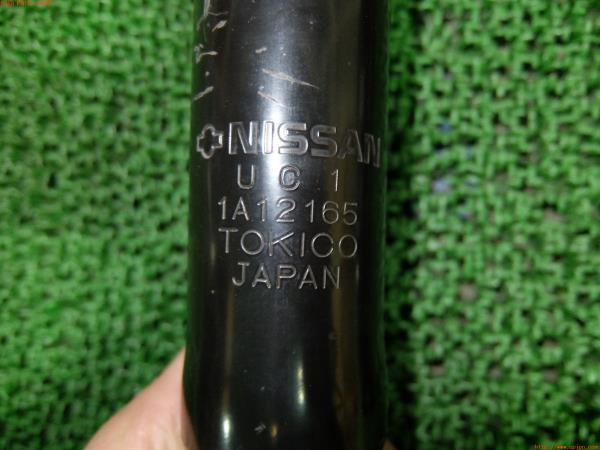 NISSAN
U C 1
1A12165
TOKICO
JAPAN